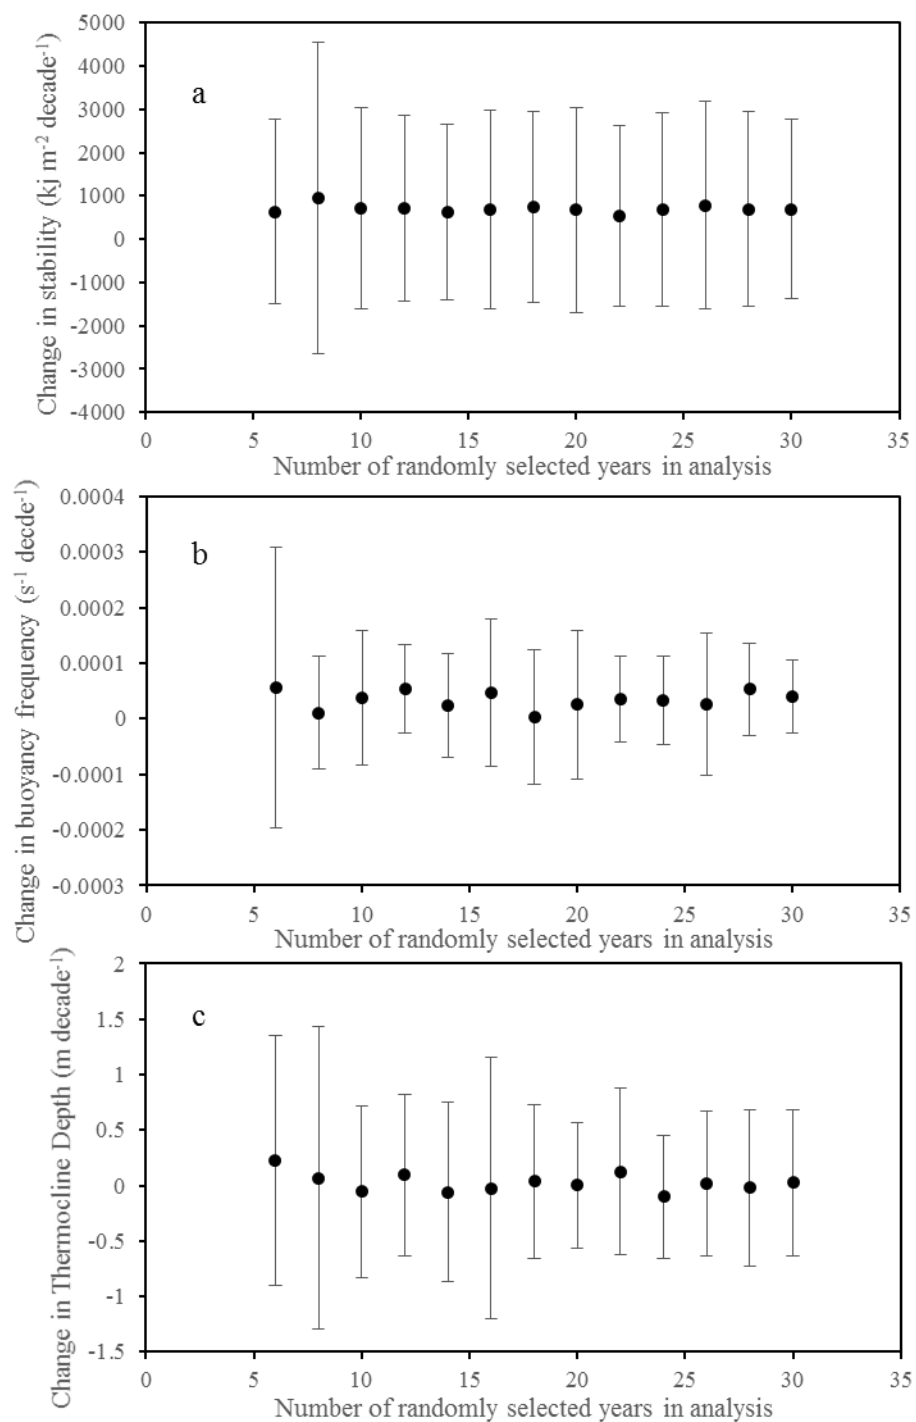 5000
4000
3000
2000
1000
0
-1000
-2000
-3000
-4000
a
Change in stability (kj m⁻² decade⁻¹)
0 5 10 15 20 25 30 35
Number of randomly selected years in analysis
0.0004
0.0003
0.0002
0.0001
0
-0.0001
-0.0002
-0.0003
b
Change in buoyancy frequency (s⁻¹ decde⁻¹)
0 5 10 15 20 25 30 35
Number of randomly selected years in analysis
2
1.5
1
0.5
0
-0.5
-1
-1.5
c
Change in Thermocline Depth (m decade⁻¹)
0 5 10 15 20 25 30 35
Number of randomly selected years in analysis